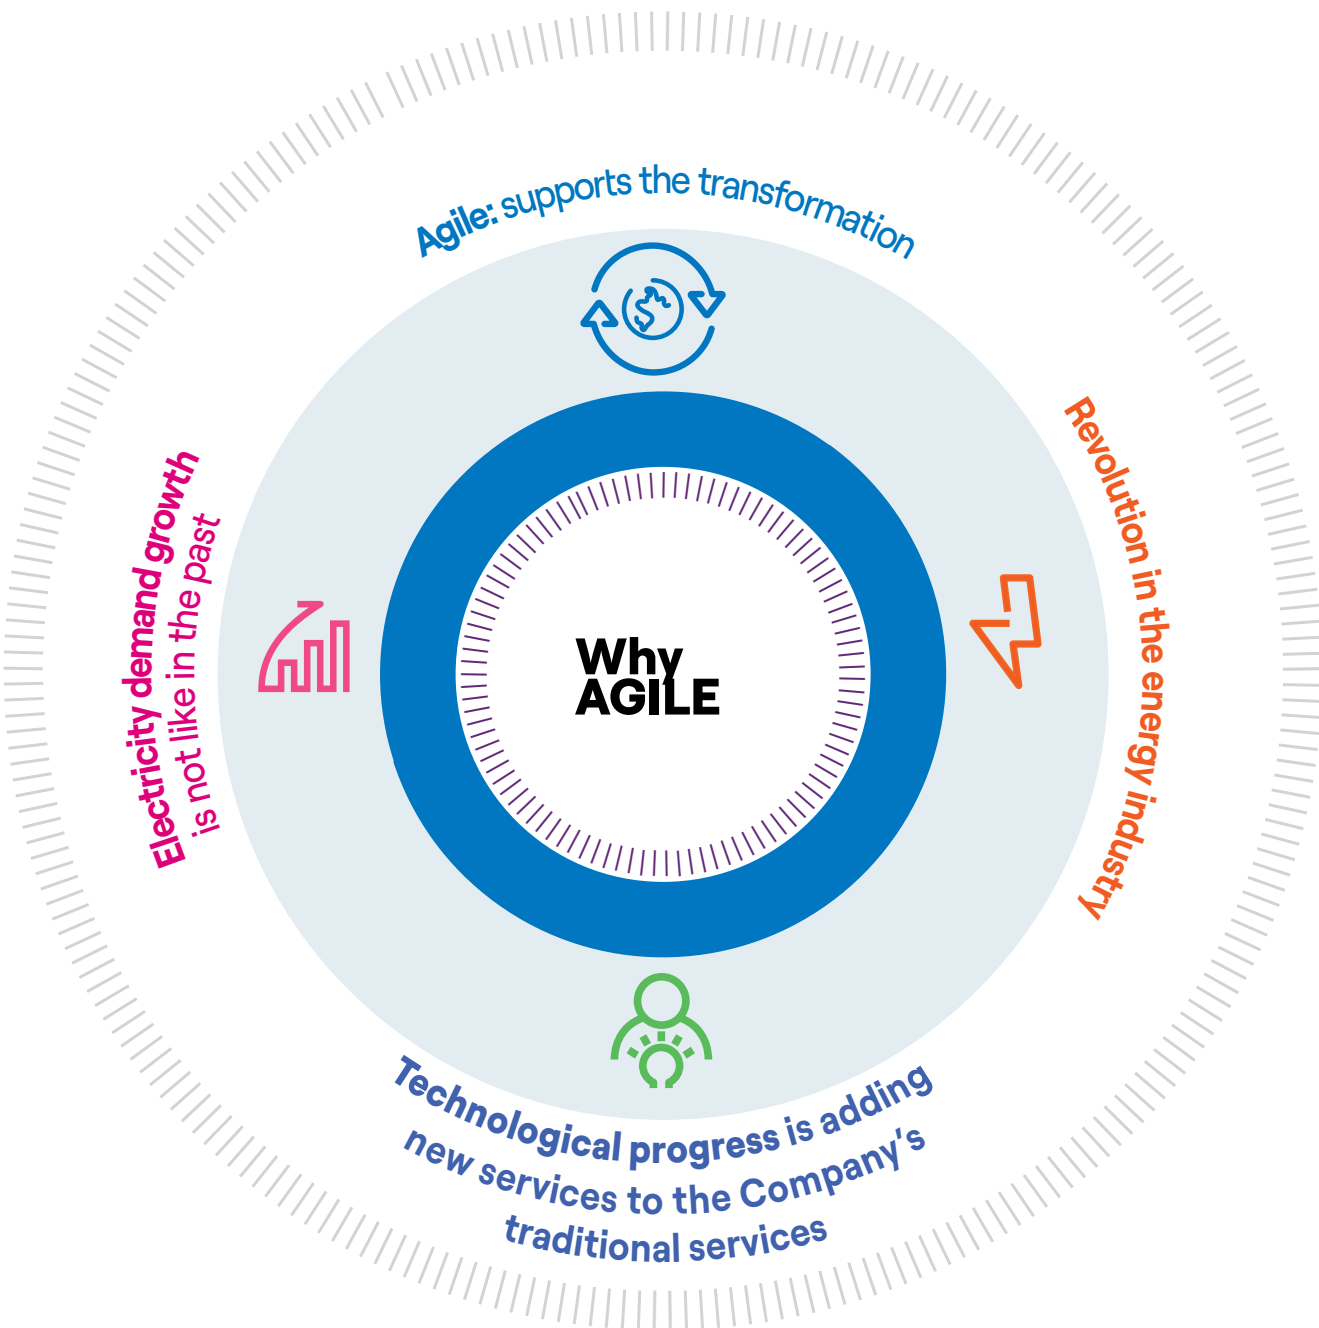 Agile: supports the transformation
Revolution in the energy industry
Electricity demand growth
is not like in the past
Why
AGILE
Technological progress is adding
new services to the Company's
traditional services